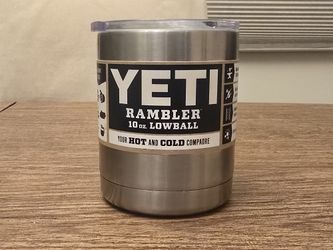 YETI
RAMBLER
10 oz. LOWBALL
YOUR HOT AND COLD COMPADRE